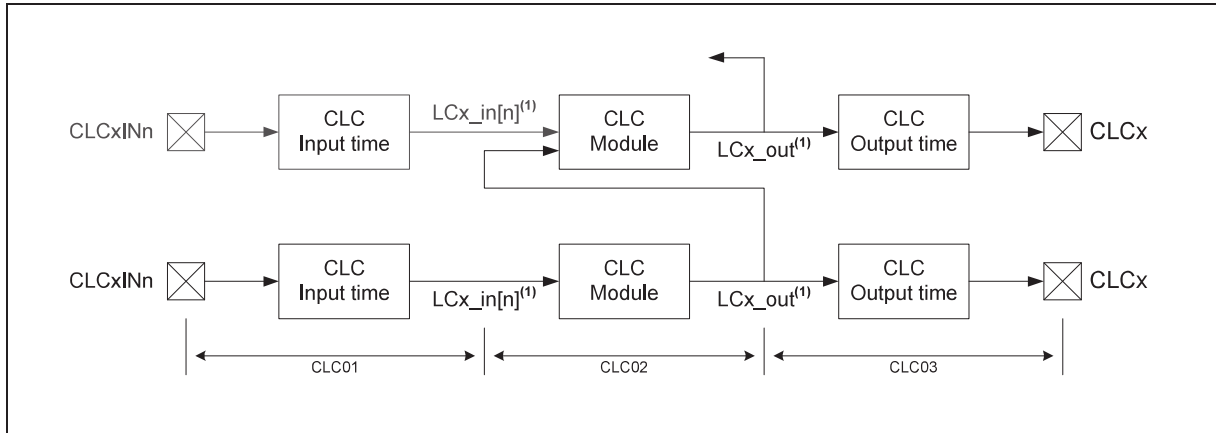 CLCxINn
CLC
Input time
LCx_in[n](1)
CLC
Module
LCx_out(1)
CLC
Output time
CLCx
CLCxINn
CLC
Input time
LCx_in[n](1)
CLC
Module
LCx_out(1)
CLC
Output time
CLCx
CLC01
CLC02
CLC03